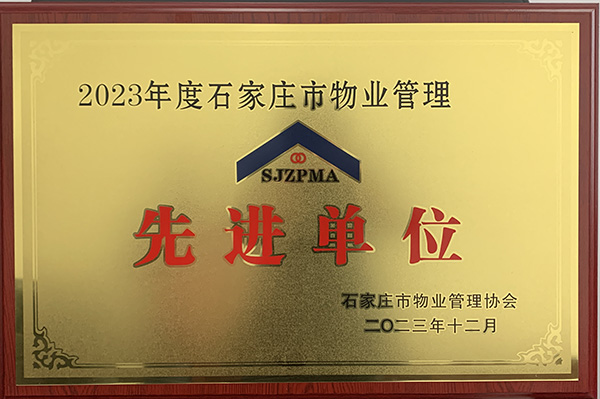 2023年度石家庄市物业管理
SJZPMA
先进单位
石家庄市物业管理协会
二〇二三年十二月